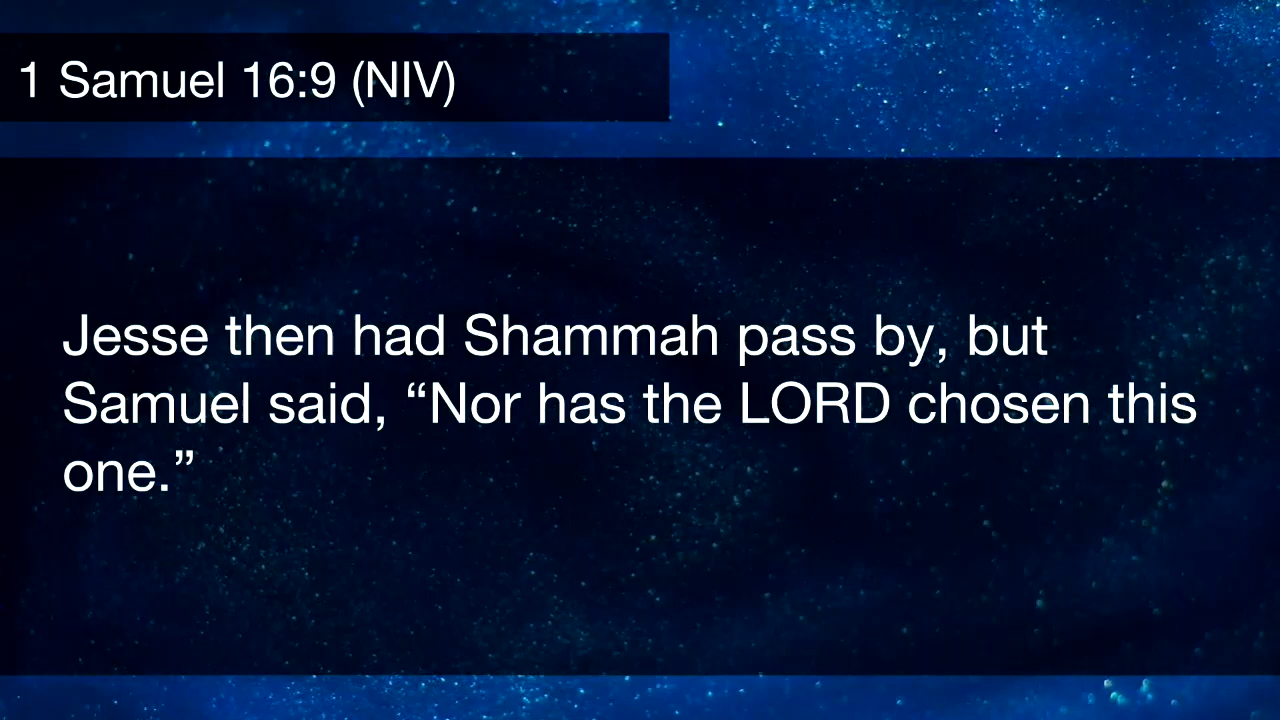 1 Samuel 16:9 (NIV)
Jesse then had Shammah pass by, but
Samuel said, “Nor has the LORD chosen this
one.”